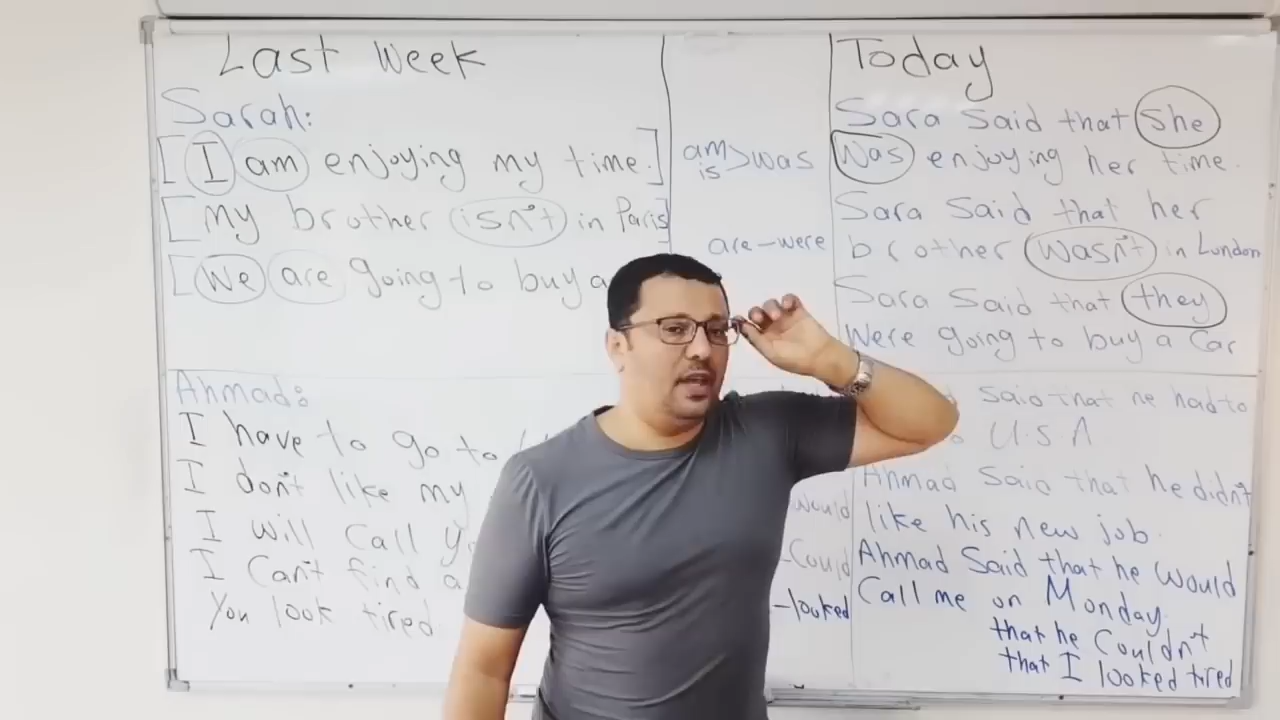 Last Week
Sarah:
[I am enjoying my time.]
[My brother isn't in Paris]
[We are going to buy a
Ahmad:
I have to go to
I don't like my
I will call
I can't find a
You look tired
am
is >was
are-were
would
-Could
-looked
Today
Sara Said that she
was enjoying her time.
Sara Said that her
brother wasn't in London
Sara Said that they
were going to buy a Car
said that he had to
U.S.A
Ahmad Said that he didn't
like his new job.
Ahmad Said that he would
Call me on Monday.
that he Couldn't
that I looked tired